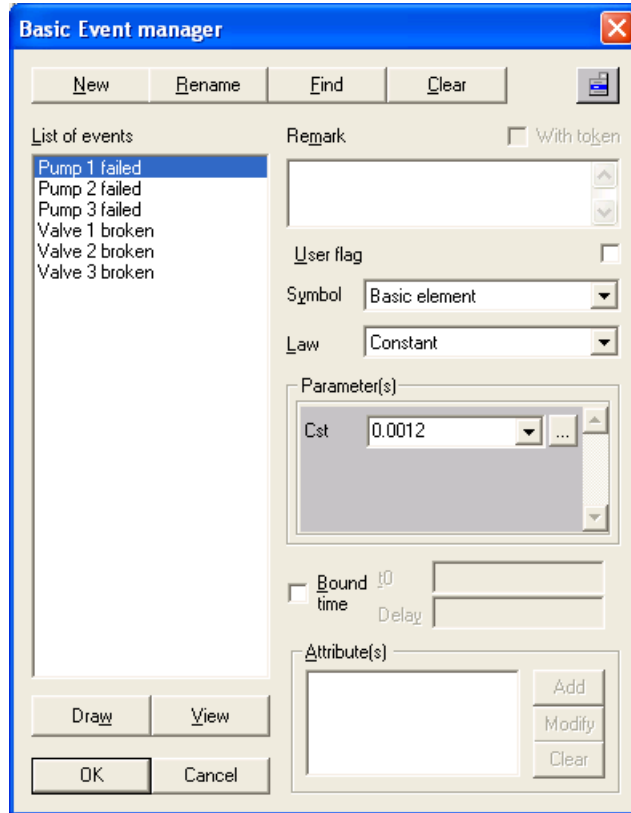 Basic Event manager
New Rename Find Clear
List of events
Pump 1 failed
Pump 2 failed
Pump 3 failed
Valve 1 broken
Valve 2 broken
Valve 3 broken
Draw View
OK Cancel
Remark With token
User flag
Symbol Basic element
Law Constant
Parameter(s)
Cst 0.0012 ...
Bound time t0
Delay
Attribute(s)
Add
Modify
Clear